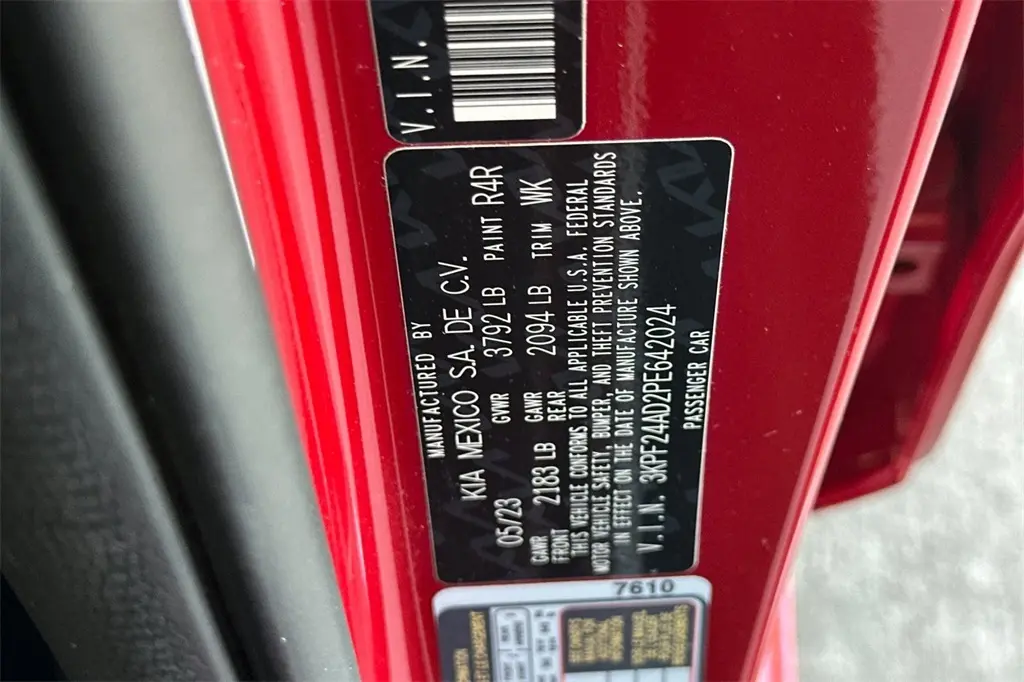 V.I.N.
MANUFACTURED BY
KIA MEXICO S.A. DE C.V.
05/23 GVWR 3792 LB PAINT R4R
GAWR FRONT 2183 LB GAWR REAR 2094 LB TRIM WK
THIS VEHICLE CONFORMS TO ALL APPLICABLE U.S.A. FEDERAL
MOTOR VEHICLE SAFETY, BUMPER, AND THEFT PREVENTION STANDARDS
IN EFFECT ON THE DATE OF MANUFACTURE SHOWN ABOVE.
V.I.N. 3KPF24AD2PE642024
PASSENGER CAR
7610